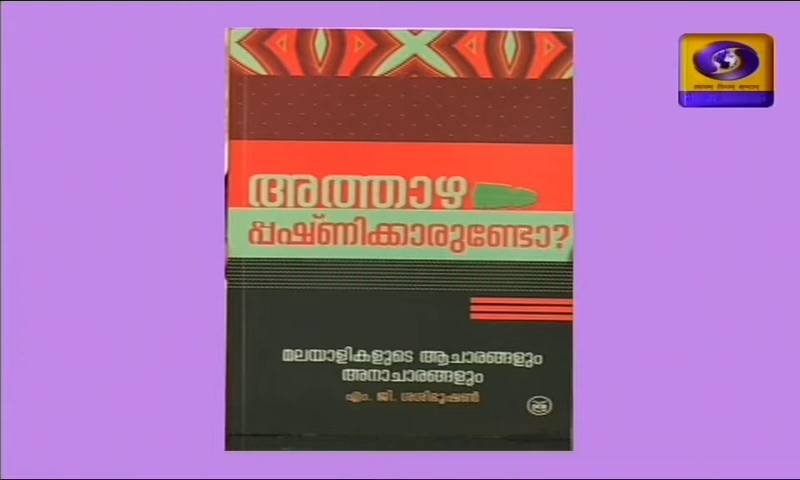 അത്താഴ
പ്പഷ്ണിക്കാരുണ്ടോ?
മലയാളികളുടെ ആചാരങ്ങളും
അനാചാരങ്ങളും
എം. ജി. ശശിഭൂഷൺ